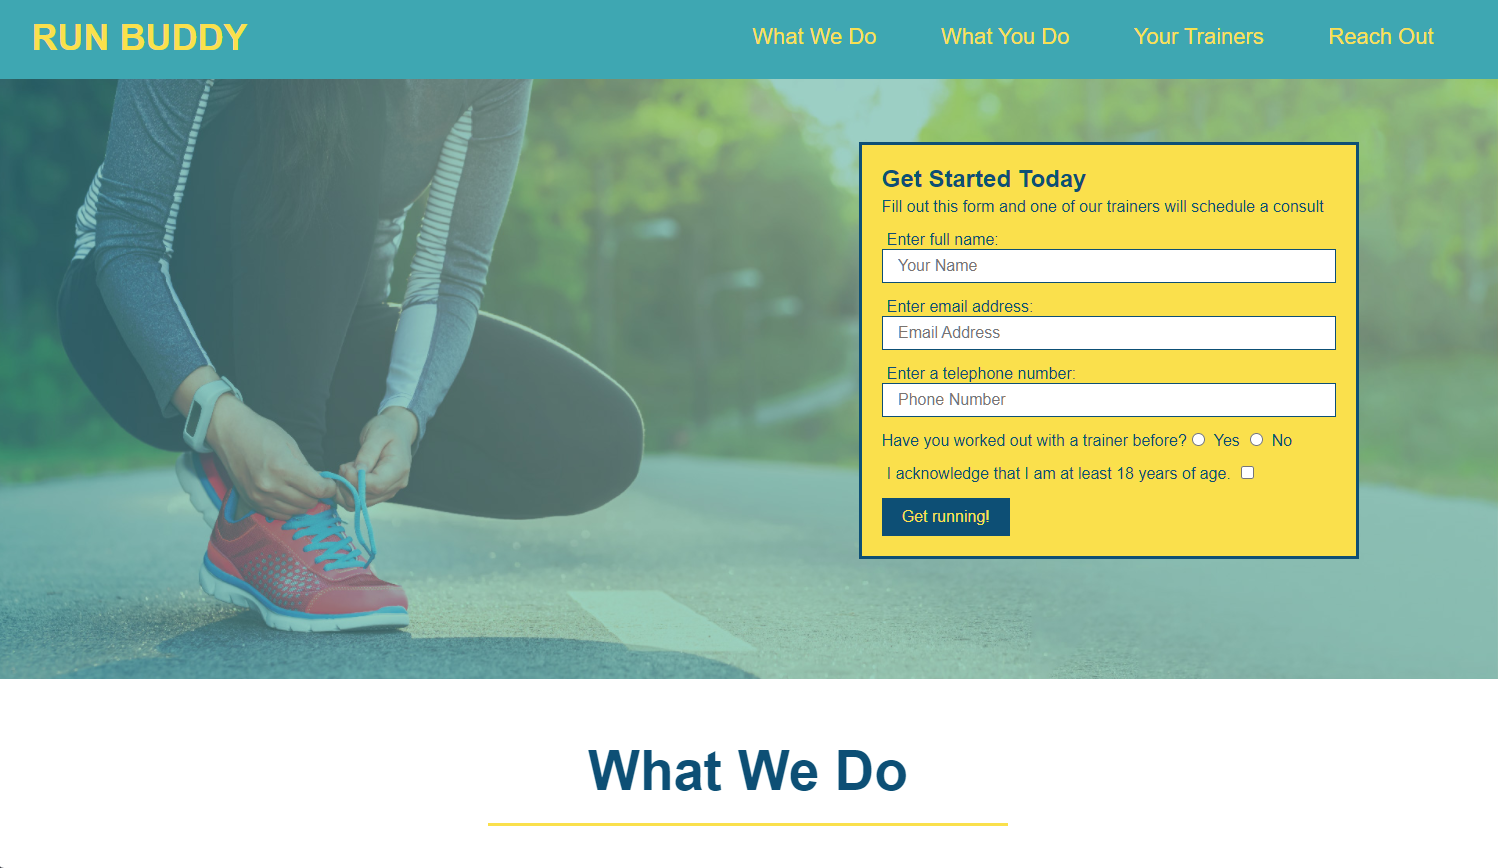 RUN BUDDY
What We Do What You Do Your Trainers Reach Out
Get Started Today
Fill out this form and one of our trainers will schedule a consult
Enter full name:
Your Name
Enter email address:
Email Address
Enter a telephone number:
Phone Number
Have you worked out with a trainer before? Yes No
I acknowledge that I am at least 18 years of age.
Get running!
What We Do